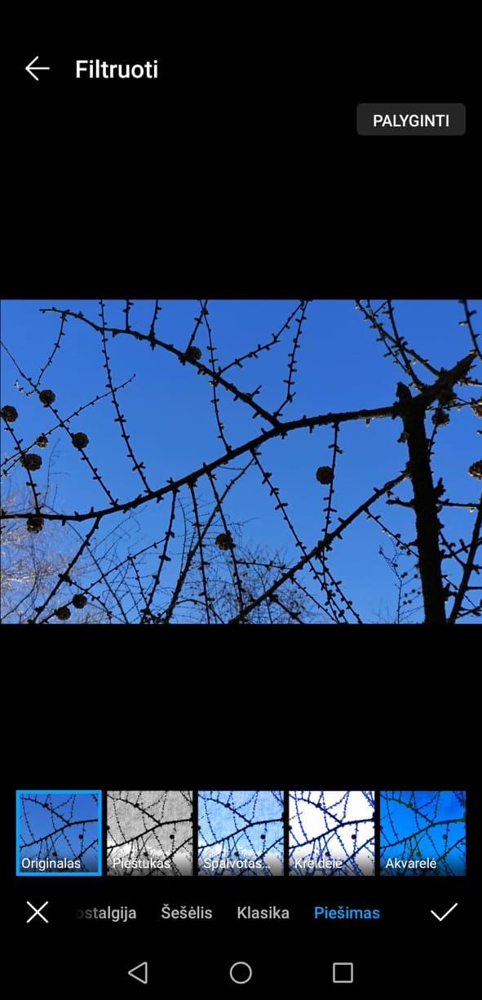 Filtruoti
PALYGINTI
Originalas
Pieštukas
Spalvotas...
Kreidelė
Akvarelė
ostalgija
Šešėlis
Klasika
Piešimas